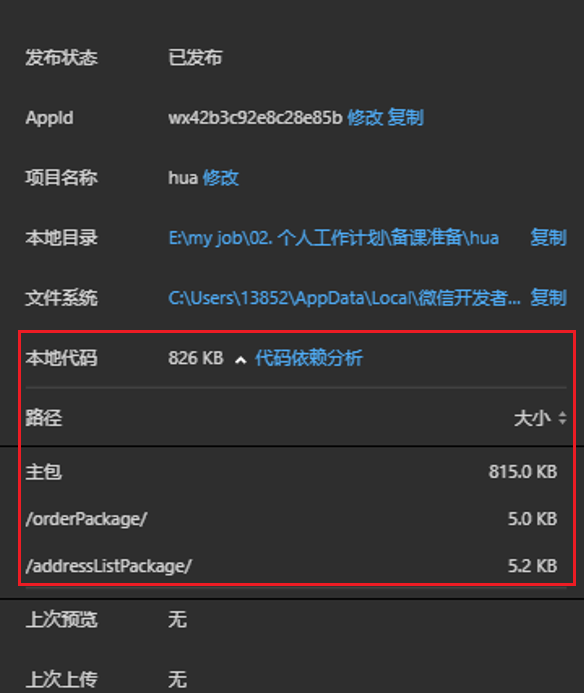 发布状态 已发布
AppId wx42b3c92e8c28e85b 修改 复制
项目名称 hua 修改
本地目录 E:\my job\02. 个人工作计划\备课准备\hua 复制
文件系统 C:\Users\13852\AppData\Local\微信开发者... 复制
本地代码 826 KB 代码依赖分析
路径 大小
主包 815.0 KB
/orderPackage/ 5.0 KB
/addressListPackage/ 5.2 KB
上次预览 无
上次上传 无